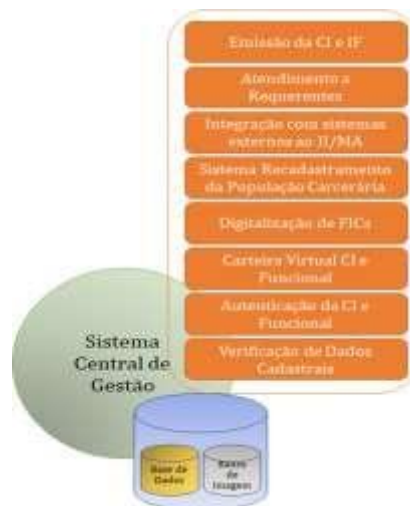 Emissão da CI e IF
Atendimento a
Requerentes
Integração com sistemas
externos ao II/MA
Sistema Recadastramento
da População Carcerária
Digitalização de FICs
Carteira Virtual CI e
Funcional
Autenticação da CI e
Funcional
Verificação de Dados
Cadastrais
Sistema
Central de
Gestão
Base de
Dados
Banco
de
Imagem